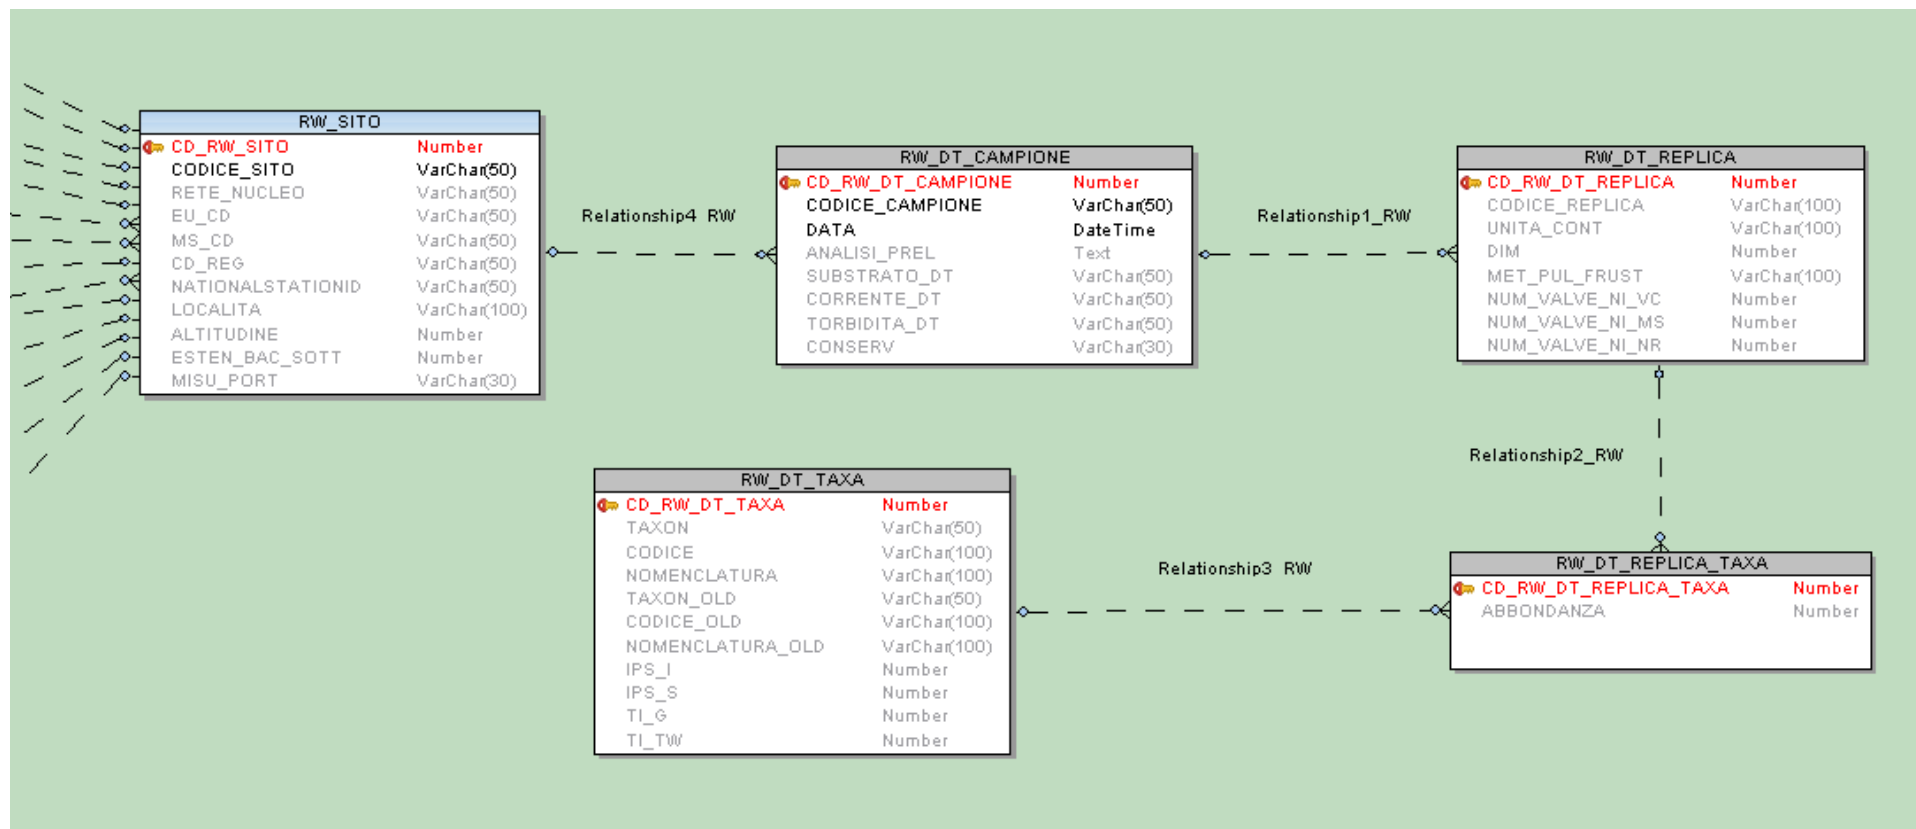 RW_SITO
CD_RW_SITO Number
CODICE_SITO VarChar(50)
RETE_NUCLEO VarChar(50)
EU_CD VarChar(50)
MS_CD VarChar(50)
CD_REG VarChar(50)
NATIONALSTATIONID VarChar(50)
LOCALITA VarChar(100)
ALTITUDINE Number
ESTEN_BAC_SOTT Number
MISU_PORT VarChar(30)
Relationship4_RW
RW_DT_CAMPIONE
CD_RW_DT_CAMPIONE Number
CODICE_CAMPIONE VarChar(50)
DATA DateTime
ANALISI_PREL Text
SUBSTRATO_DT VarChar(50)
CORRENTE_DT VarChar(50)
TORBIDITA_DT VarChar(50)
CONSERV VarChar(30)
Relationship1_RW
RW_DT_REPLICA
CD_RW_DT_REPLICA Number
CODICE_REPLICA VarChar(100)
UNITA_CONT VarChar(100)
DIM Number
MET_PUL_FRUST VarChar(100)
NUM_VALVE_NI_VC Number
NUM_VALVE_NI_MS Number
NUM_VALVE_NI_NR Number
Relationship2_RW
RW_DT_TAXA
CD_RW_DT_TAXA Number
TAXON VarChar(50)
CODICE VarChar(100)
NOMENCLATURA VarChar(100)
TAXON_OLD VarChar(50)
CODICE_OLD VarChar(100)
NOMENCLATURA_OLD VarChar(100)
IPS_I Number
IPS_S Number
TI_G Number
TI_TW Number
Relationship3_RW
RW_DT_REPLICA_TAXA
CD_RW_DT_REPLICA_TAXA Number
ABBONDANZA Number